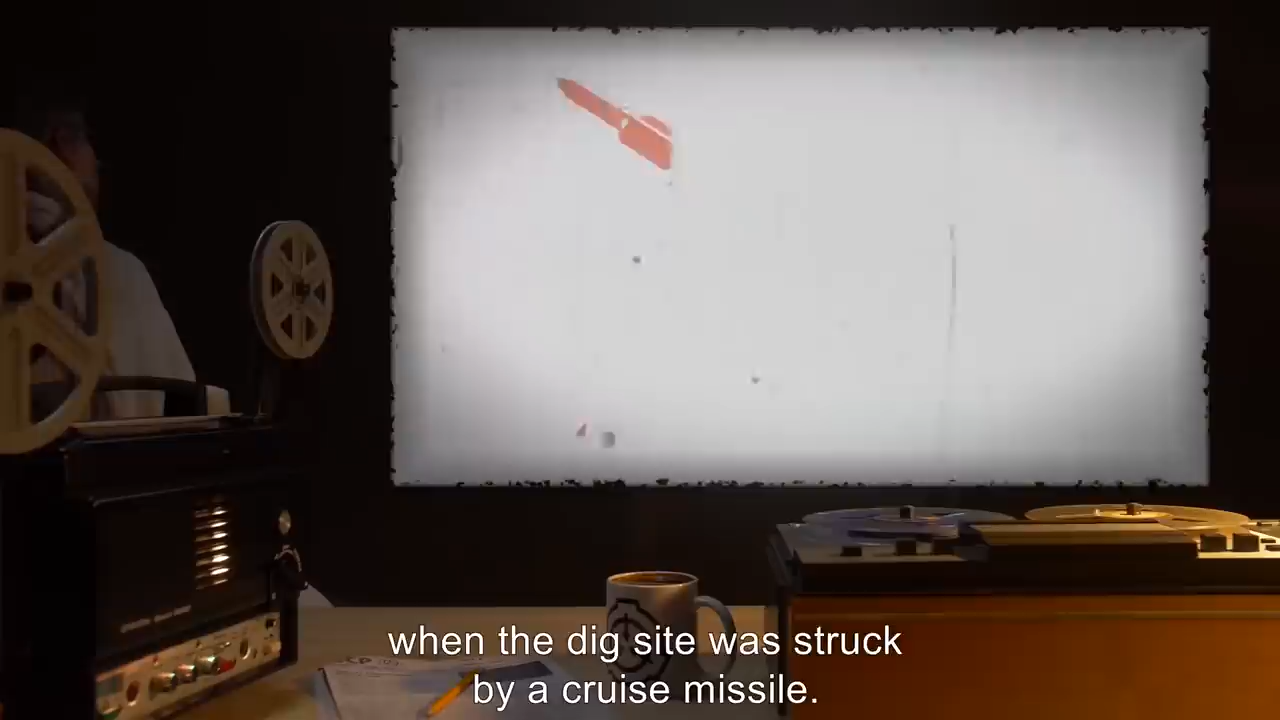 when the dig site was struck
by a cruise missile.